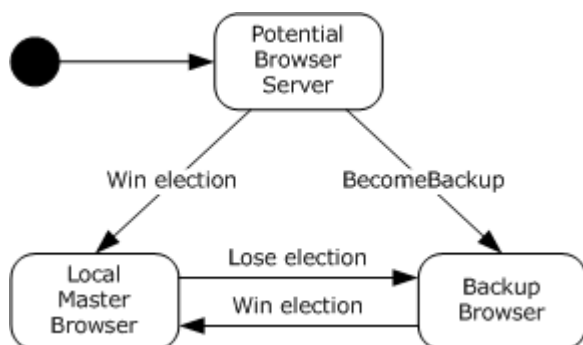 Potential
Browser
Server
Win election
BecomeBackup
Local
Master
Browser
Lose election
Win election
Backup
Browser